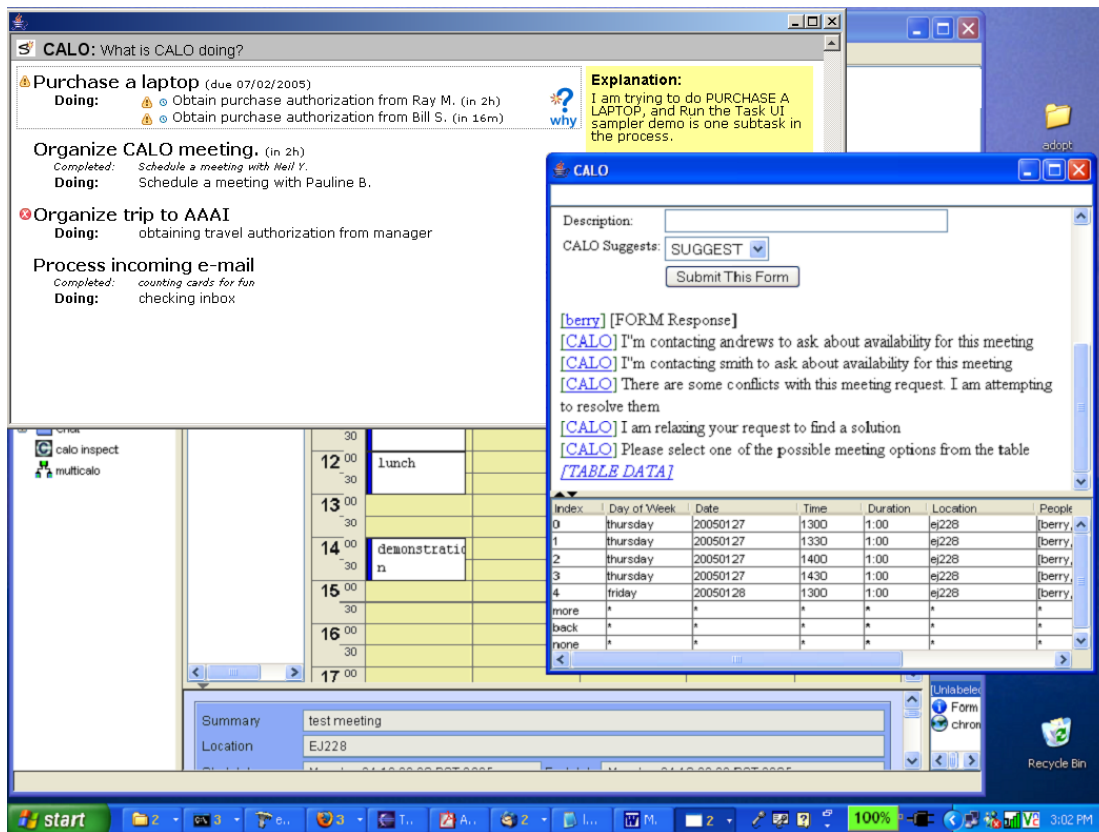 CALO: What is CALO doing?
Purchase a laptop (due 07/02/2005)
Doing: Obtain purchase authorization from Ray M. (in 2h)
Obtain purchase authorization from Bill S. (in 16m)
why
Explanation:
I am trying to do PURCHASE A
LAPTOP, and Run the Task UI
sampler demo is one subtask in
the process.
Organize CALO meeting. (in 2h)
Completed: Schedule a meeting with Neil Y.
Doing: Schedule a meeting with Pauline B.
Organize trip to AAAI
Doing: obtaining travel authorization from manager
Process incoming e-mail
Completed: counting cards for fun
Doing: checking inbox
adopt
CALO
Description:
CALO Suggests: SUGGEST
Submit This Form
[berry] [FORM Response]
[CALO] I"m contacting andrews to ask about availability for this meeting
[CALO] I"m contacting smith to ask about availability for this meeting
[CALO] There are some conflicts with this meeting request. I am attempting
to resolve them
[CALO] I am relaxing your request to find a solution
[CALO] Please select one of the possible meeting options from the table
[TABLE DATA]
Index Day of Week Date Time Duration Location People
0 thursday 20050127 1300 1:00 ej228 [berry,
1 thursday 20050127 1330 1:00 ej228 [berry,
2 thursday 20050127 1400 1:00 ej228 [berry,
3 thursday 20050127 1430 1:00 ej228 [berry,
4 friday 20050128 1300 1:00 ej228 [berry,
more * * * * * *
back * * * * * *
none * * * * * *
calo inspect
multicalo
30
12 00 lunch
30
13 00
30
14 00 demonstratio
30 n
15 00
30
16 00
30
17 00
Summary test meeting
Location EJ228
[Unlabeled
Form
chron
Recycle Bin
start 2 3 e.. 3 T.. A.. 2 I... M. 2 100% 3:02 PM